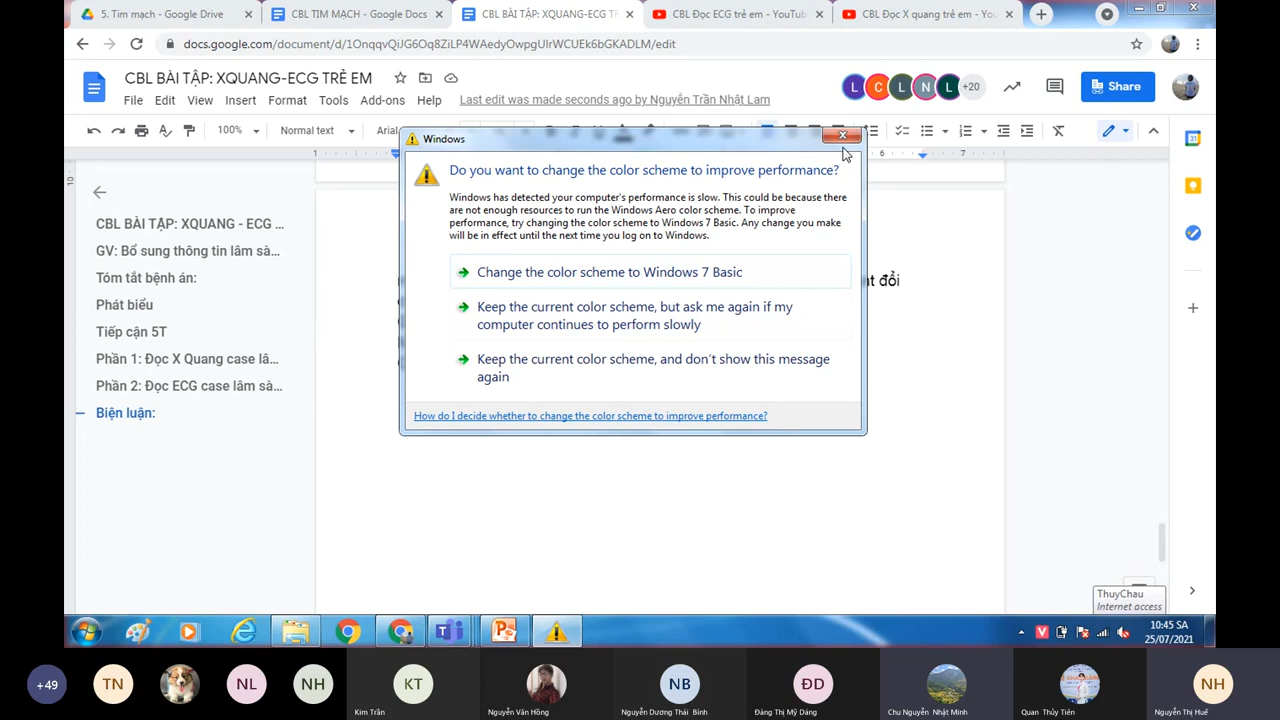 5. Tim mạch - Google Drive
CBL TIM MẠCH - Google Docs
CBL BÀI TẬP: XQUANG-ECG TR
CBL Đọc ECG trẻ em - YouTub
CBL Đọc X quang trẻ em - You
docs.google.com/document/d/1OnqqvQiJG6Oq8ZiLP4WAedyOwpgUIrWCUEk6bGKADLM/edit
CBL BÀI TẬP: XQUANG-ECG TRẺ EM
L C L N L +20
Share
File Edit View Insert Format Tools Add-ons Help Last edit was made seconds ago by Nguyễn Trần Nhật Lam
100% Normal text Arial
1 6 7
CBL BÀI TẬP: XQUANG - ECG ...
GV: Bổ sung thông tin lâm sà...
Tóm tắt bệnh án:
Phát biểu
Tiếp cận 5T
Phần 1: Đọc X Quang case lâ...
Phần 2: Đọc ECG case lâm sà...
Biện luận:
Windows
Do you want to change the color scheme to improve performance?
Windows has detected your computer's performance is slow. This could be because there
are not enough resources to run the Windows Aero color scheme. To improve
performance, try changing the color scheme to Windows 7 Basic. Any change you make
will be in effect until the next time you log on to Windows.
Change the color scheme to Windows 7 Basic
Keep the current color scheme, but ask me again if my
computer continues to perform slowly
Keep the current color scheme, and don't show this message
again
How do I decide whether to change the color scheme to improve performance?
đổi
ThuyChau
Internet access
10:45 SA
25/07/2021
+49 TN NL NH KT NB ĐD NH
Kim Trần
Nguyễn Văn Hồng
Nguyễn Dương Thái Bình
Đặng Thị Mỹ Dáng
Chu Nguyễn Nhật Minh
Quan Thủy Tiên
Nguyễn Thị Huế